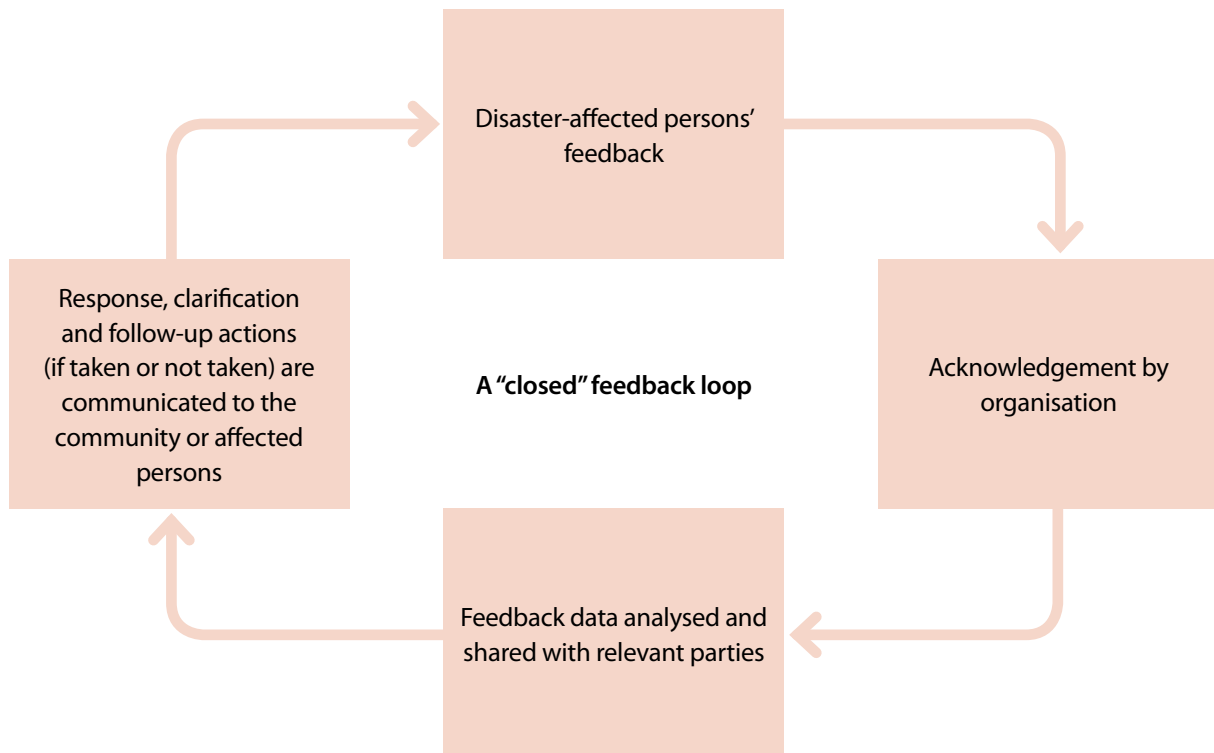 Disaster-affected persons’
feedback
Response, clarification
and follow-up actions
(if taken or not taken) are
communicated to the
community or affected
persons
A “closed” feedback loop
Acknowledgement by
organisation
Feedback data analysed and
shared with relevant parties